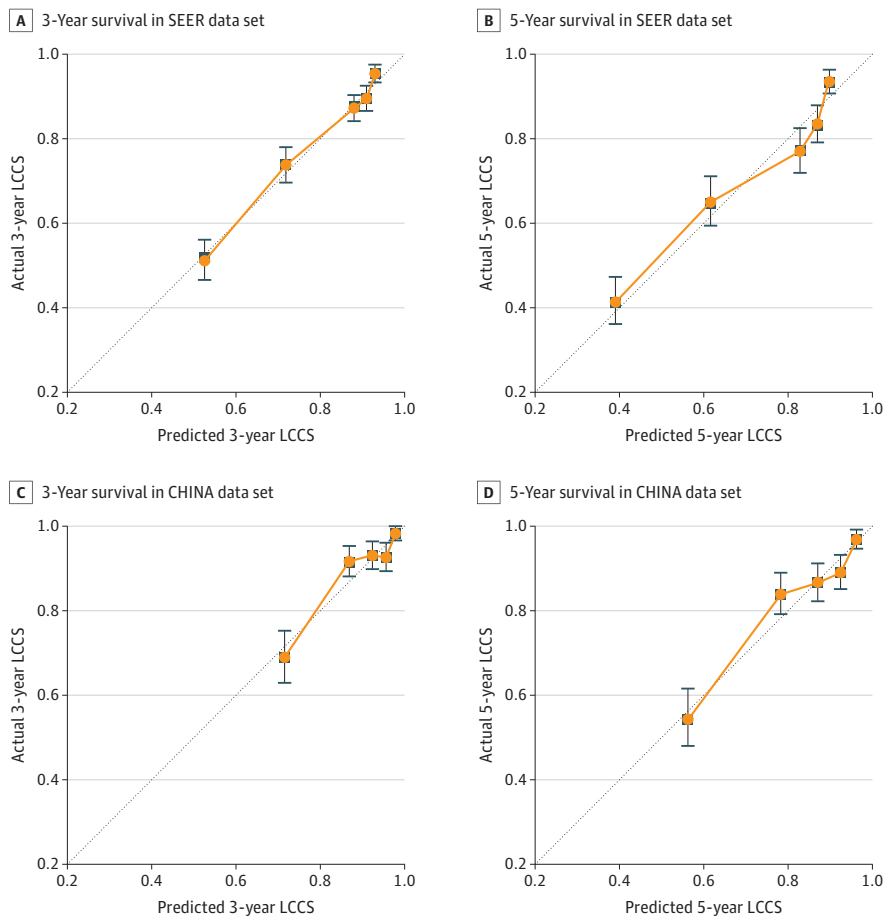 A 3-Year survival in SEER data set
1.0
0.8
0.6
0.4
0.2
Actual 3-year LCCS
0.2 0.4 0.6 0.8 1.0
Predicted 3-year LCCS
B 5-Year survival in SEER data set
1.0
0.8
0.6
0.4
0.2
Actual 5-year LCCS
0.2 0.4 0.6 0.8 1.0
Predicted 5-year LCCS
C 3-Year survival in CHINA data set
1.0
0.8
0.6
0.4
0.2
Actual 3-year LCCS
0.2 0.4 0.6 0.8 1.0
Predicted 3-year LCCS
D 5-Year survival in CHINA data set
1.0
0.8
0.6
0.4
0.2
Actual 5-year LCCS
0.2 0.4 0.6 0.8 1.0
Predicted 5-year LCCS